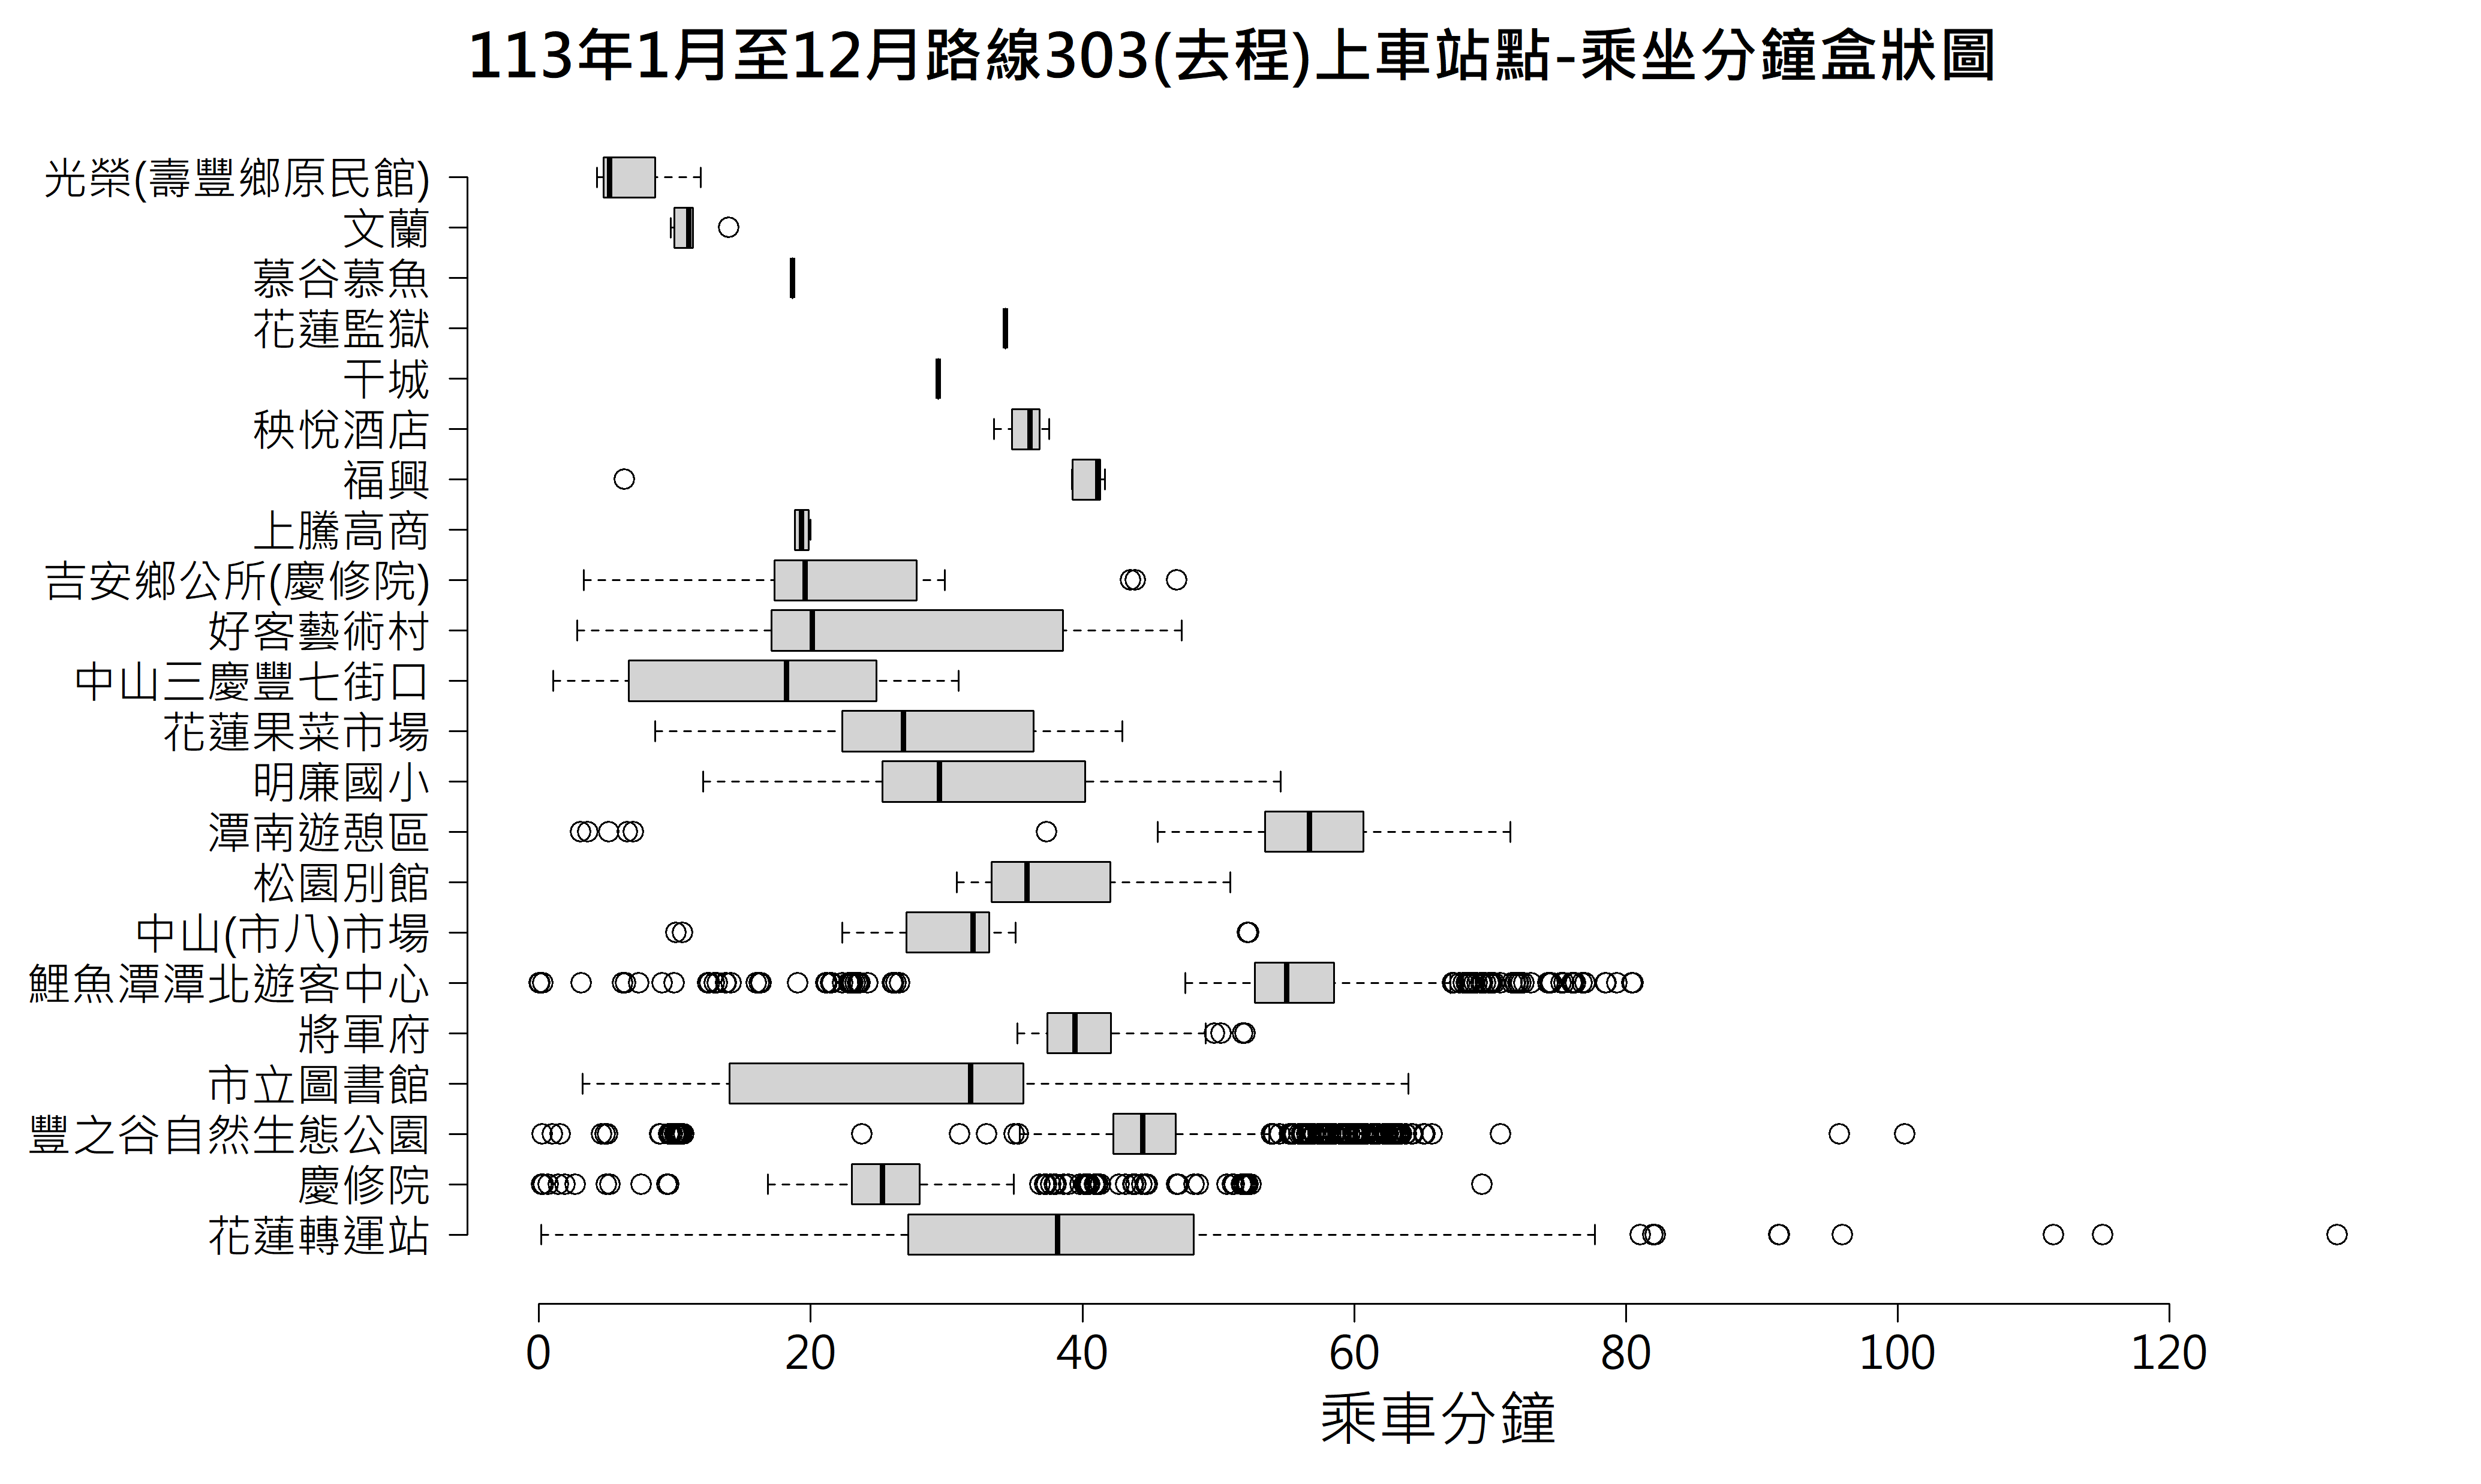 113年1月至12月路線303(去程)上車站點-乘坐分鐘盒狀圖
光榮(壽豐鄉原民館)
文蘭
慕谷慕魚
花蓮監獄
干城
秧悅酒店
福興
上騰高商
吉安鄉公所(慶修院)
好客藝術村
中山三慶豐七街口
花蓮果菜市場
明廉國小
潭南遊憩區
松園別館
中山(市八)市場
鯉魚潭潭北遊客中心
將軍府
市立圖書館
豐之谷自然生態公園
慶修院
花蓮轉運站
0 20 40 60 80 100 120
乘車分鐘